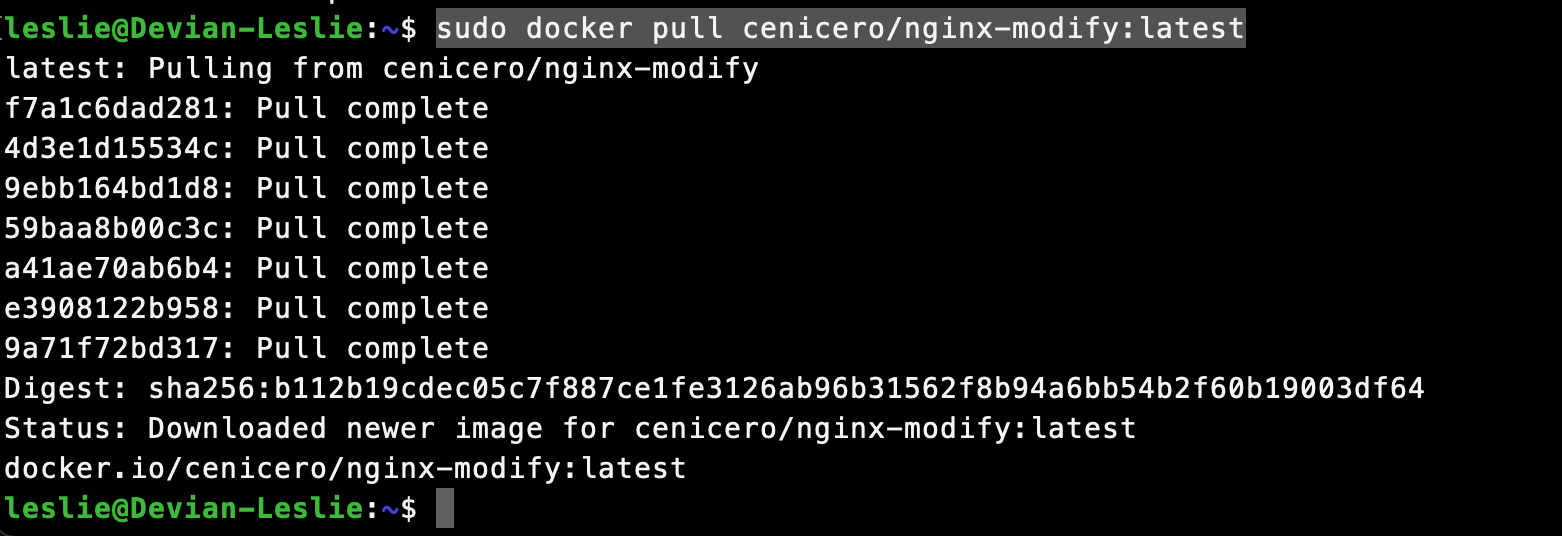 leslie@Devian-Leslie:~$ sudo docker pull cenicero/nginx-modify:latest
latest: Pulling from cenicero/nginx-modify
f7a1c6dad281: Pull complete
4d3e1d15534c: Pull complete
9ebb164bd1d8: Pull complete
59baa8b00c3c: Pull complete
a41ae70ab6b4: Pull complete
e3908122b958: Pull complete
9a71f72bd317: Pull complete
Digest: sha256:b112b19cdec05c7f887ce1fe3126ab96b31562f8b94a6bb54b2f60b19003df64
Status: Downloaded newer image for cenicero/nginx-modify:latest
docker.io/cenicero/nginx-modify:latest
leslie@Devian-Leslie:~$